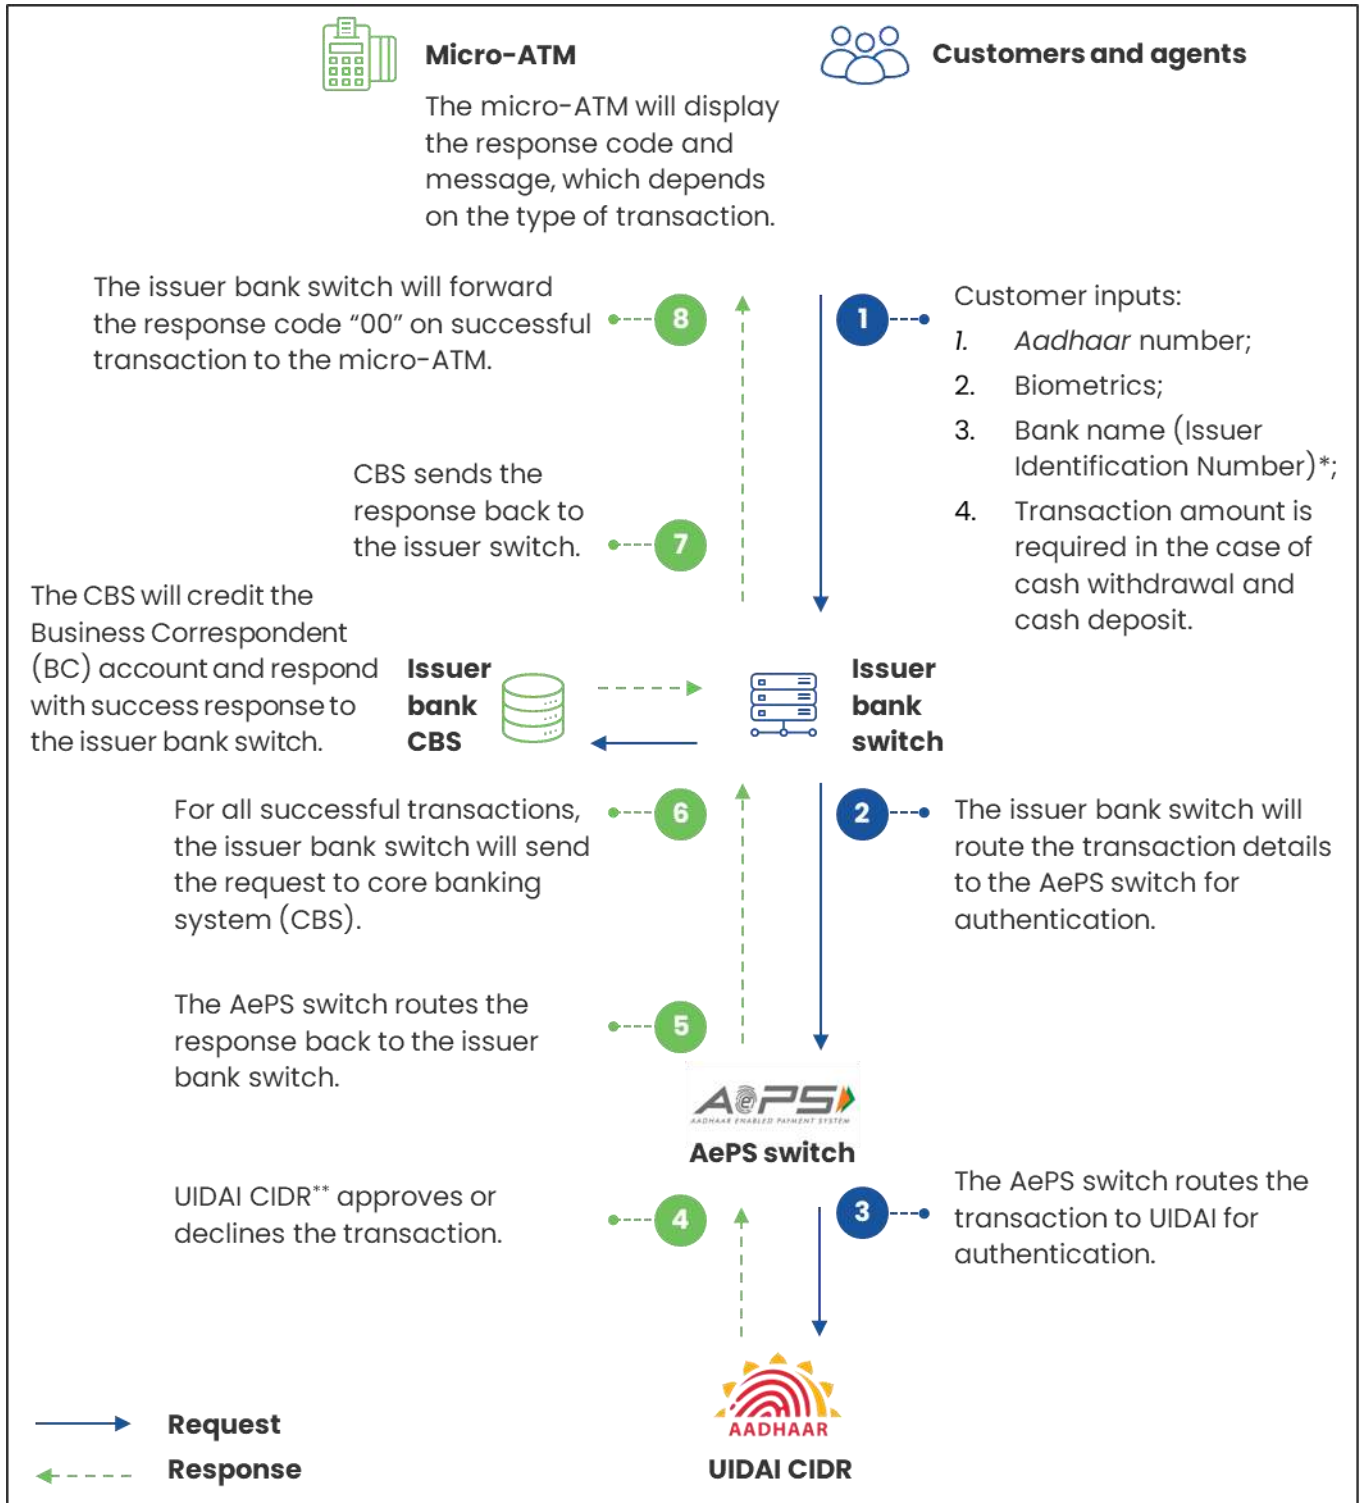 Micro-ATM
The micro-ATM will display
the response code and
message, which depends
on the type of transaction.
Customers and agents
The issuer bank switch will forward
the response code “00” on successful
transaction to the micro-ATM.
8
1
Customer inputs:
1. Aadhaar number;
2. Biometrics;
3. Bank name (Issuer
Identification Number)*;
4. Transaction amount is
required in the case of
cash withdrawal and
cash deposit.
CBS sends the
response back to
the issuer switch.
7
The CBS will credit the
Business Correspondent
(BC) account and respond
with success response to
the issuer bank switch.
Issuer
bank
CBS
Issuer
bank
switch
For all successful transactions,
the issuer bank switch will send
the request to core banking
system (CBS).
6
2
The issuer bank switch will
route the transaction details
to the AePS switch for
authentication.
The AePS switch routes the
response back to the issuer
bank switch.
5
AePS
AADHAAR ENABLED PAYMENT SYSTEM
AePS switch
UIDAI CIDR** approves or
declines the transaction.
4
3
The AePS switch routes the
transaction to UIDAI for
authentication.
AADHAAR
UIDAI CIDR
Request
Response